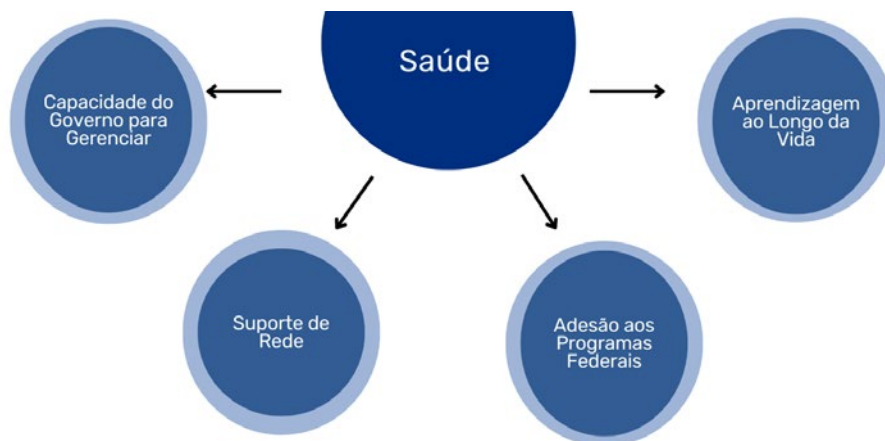 Saúde
Capacidade do
Governo para
Gerenciar
Aprendizagem
ao Longo da
Vida
Suporte de
Rede
Adesão aos
Programas
Federais